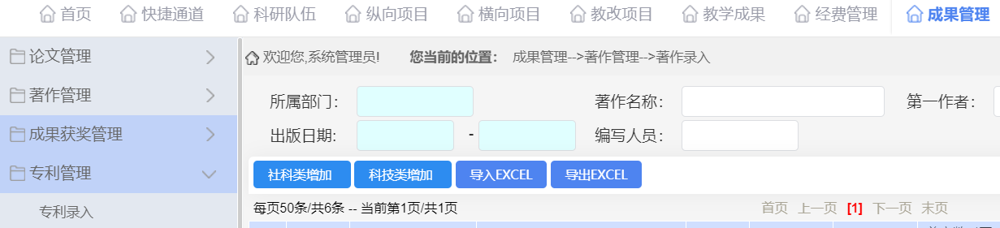 首页 快捷通道 科研队伍 纵向项目 横向项目 教改项目 教学成果 经费管理 成果管理
论文管理
著作管理
成果获奖管理
专利管理
专利录入
欢迎您,系统管理员! 您当前的位置： 成果管理-->著作管理-->著作录入
所属部门： 著作名称： 第一作者：
出版日期: - 编写人员：
社科类增加 科技类增加 导入EXCEL 导出EXCEL
每页50条/共6条 -- 当前第1页/共1页 首页 上一页 [1] 下一页 末页